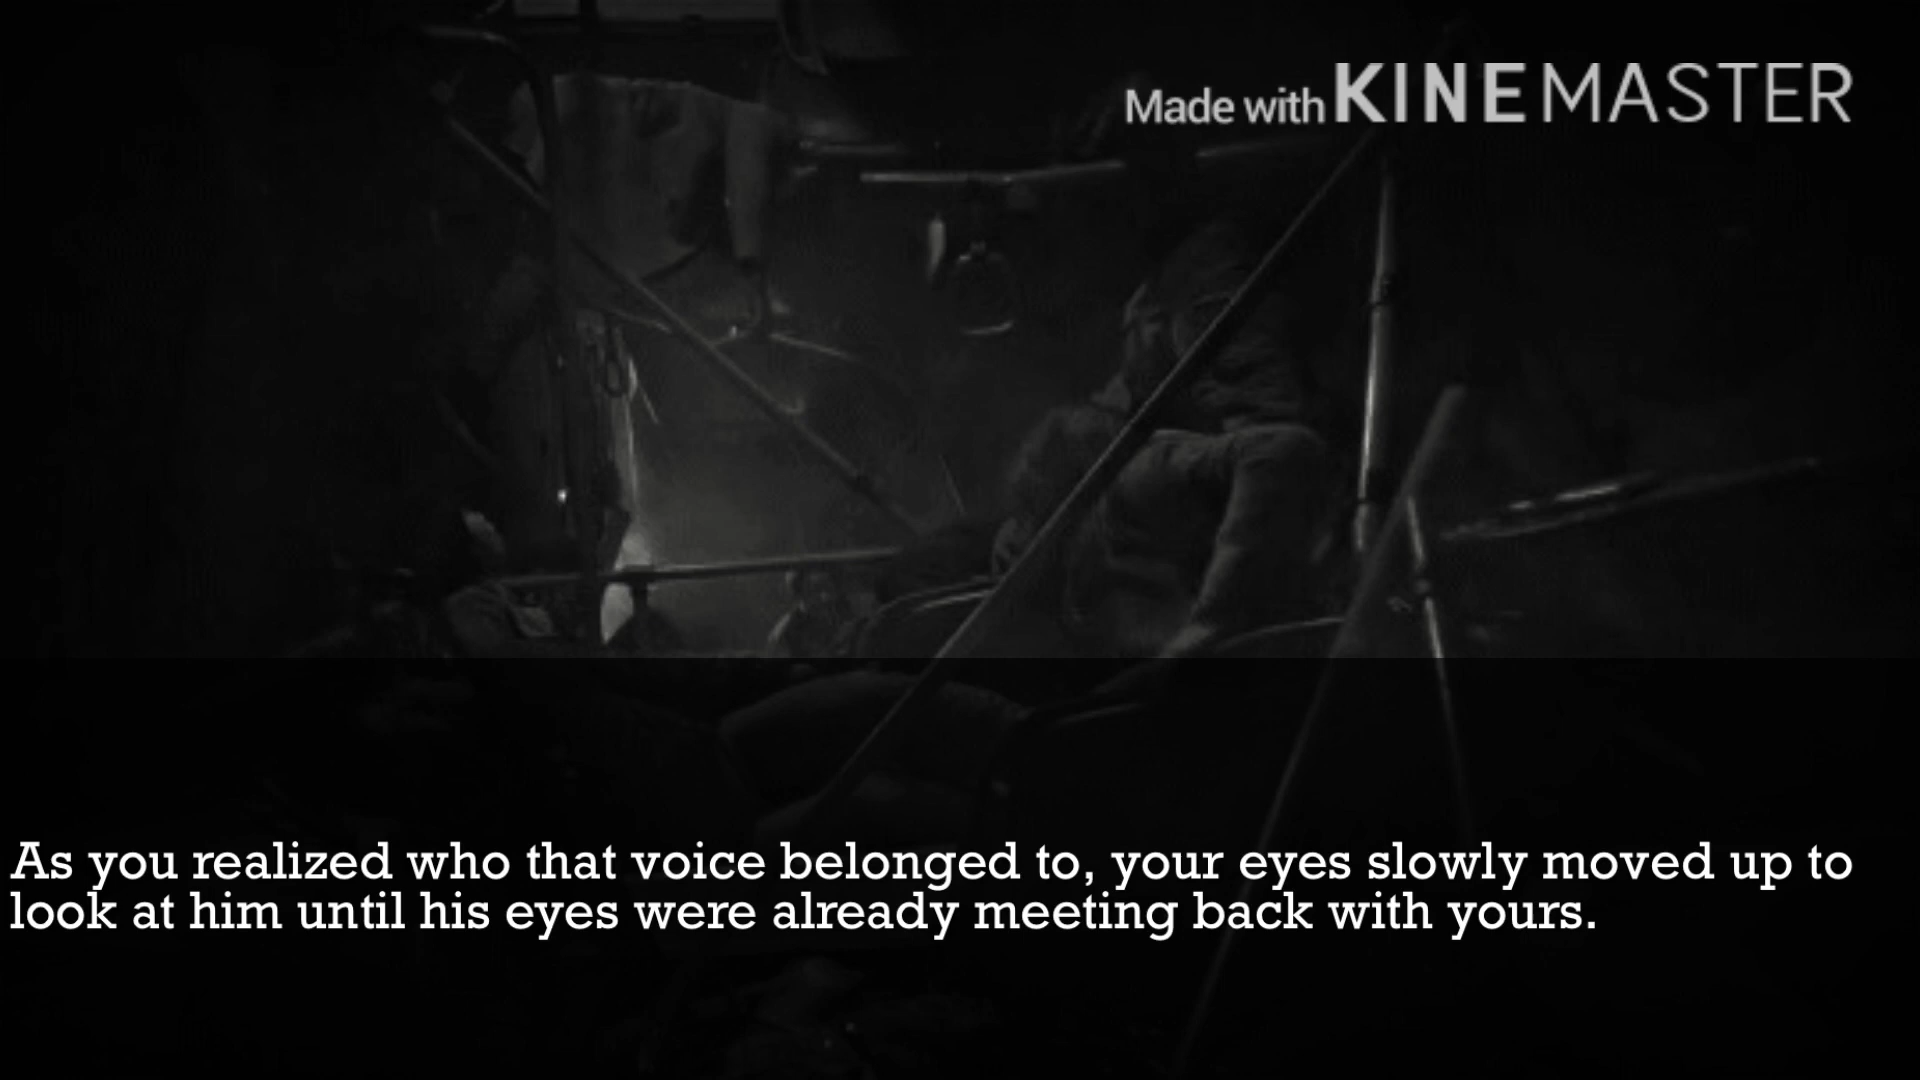 Made with KINEMASTER
As you realized who that voice belonged to, your eyes slowly moved up to
look at him until his eyes were already meeting back with yours.